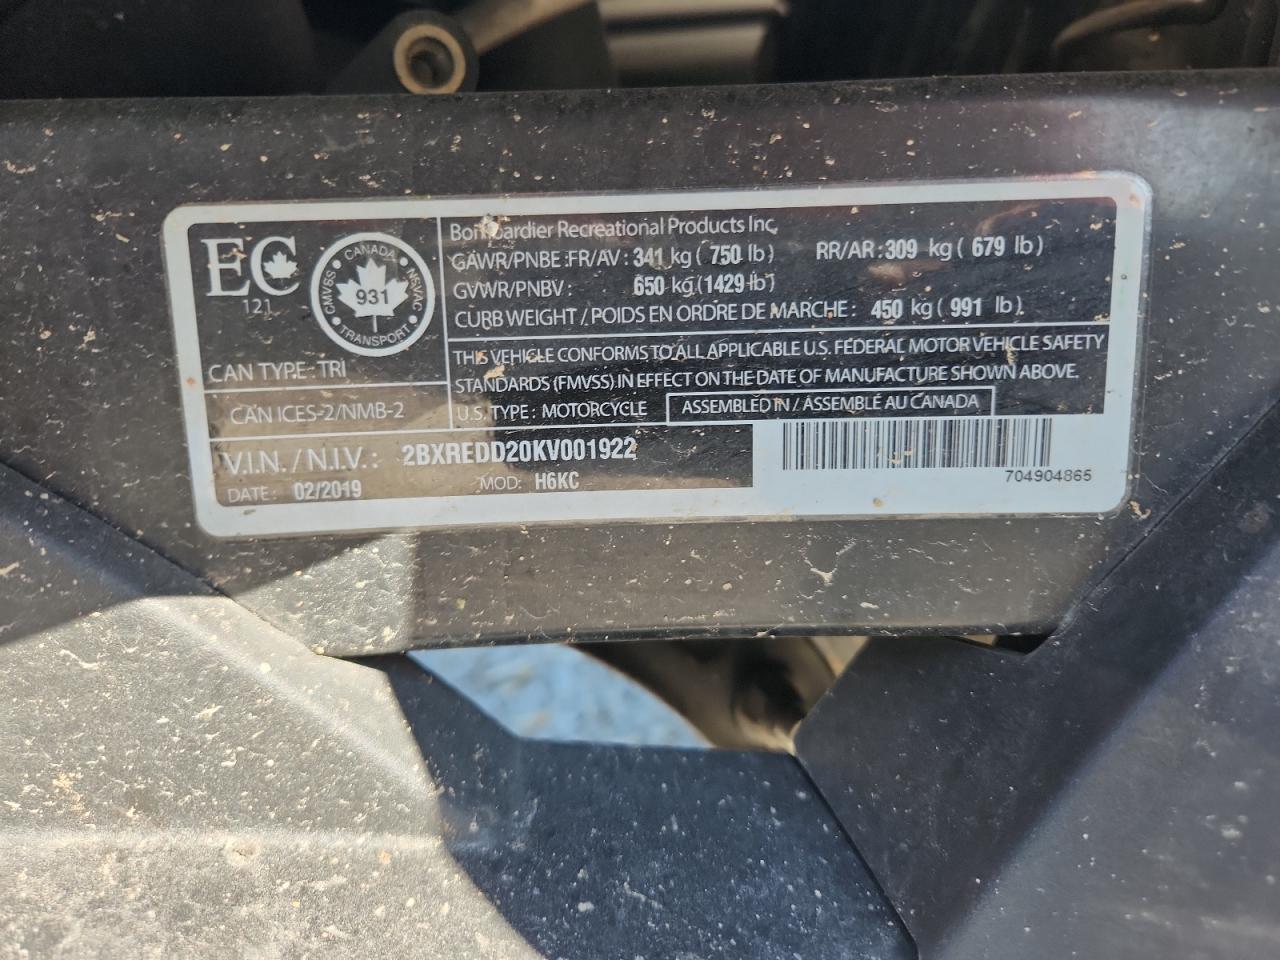 EC
121
CANADA
CMVSS
NSVAC
931
TRANSPORT
CAN TYPE: TRI
CAN ICES-2/NMB-2
Bombardier Recreational Products Inc.
GAWR/PNBE :FR/AV : 341 kg ( 750 lb ) RR/AR : 309 kg ( 679 lb )
GVWR/PNBV : 650 kg (1429 lb )
CURB WEIGHT / POIDS EN ORDRE DE MARCHE : 450 kg ( 991 lb ).
THIS VEHICLE CONFORMS TO ALL APPLICABLE U.S. FEDERAL MOTOR VEHICLE SAFETY
STANDARDS (FMVSS) IN EFFECT ON THE DATE OF MANUFACTURE SHOWN ABOVE.
U.S. TYPE : MOTORCYCLE ASSEMBLED IN / ASSEMBLÉ AU CANADA
V.I.N. / N.I.V. : 2BXREDD20KV001922
DATE : 02/2019 MOD: H6KC
704904865